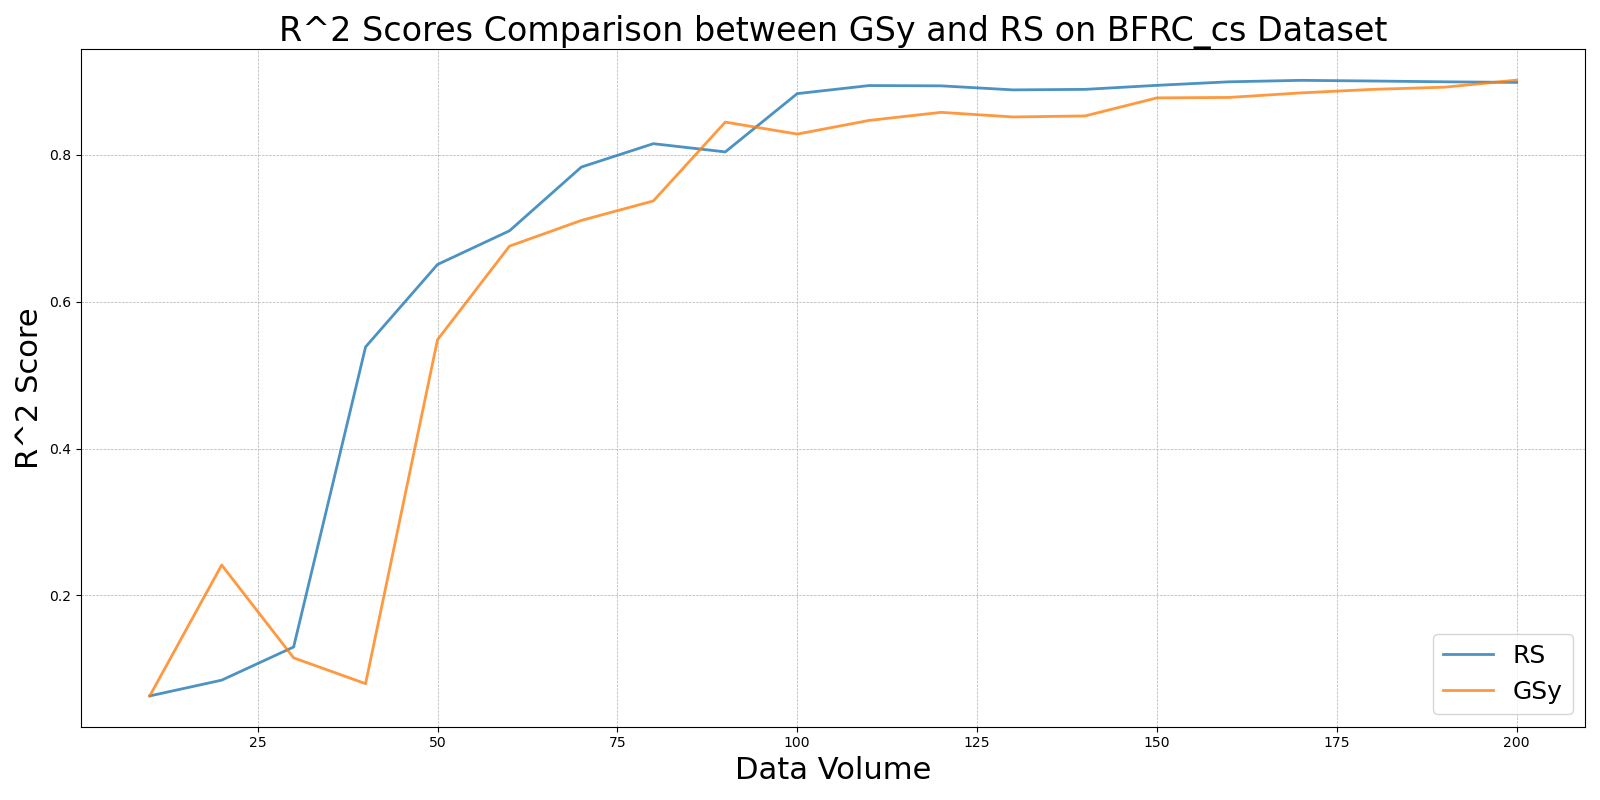 R^2 Scores Comparison between GSy and RS on BFRC_cs Dataset
R^2 Score
0.8
0.6
0.4
0.2
RS
GSy
25 50 75 100 125 150 175 200
Data Volume